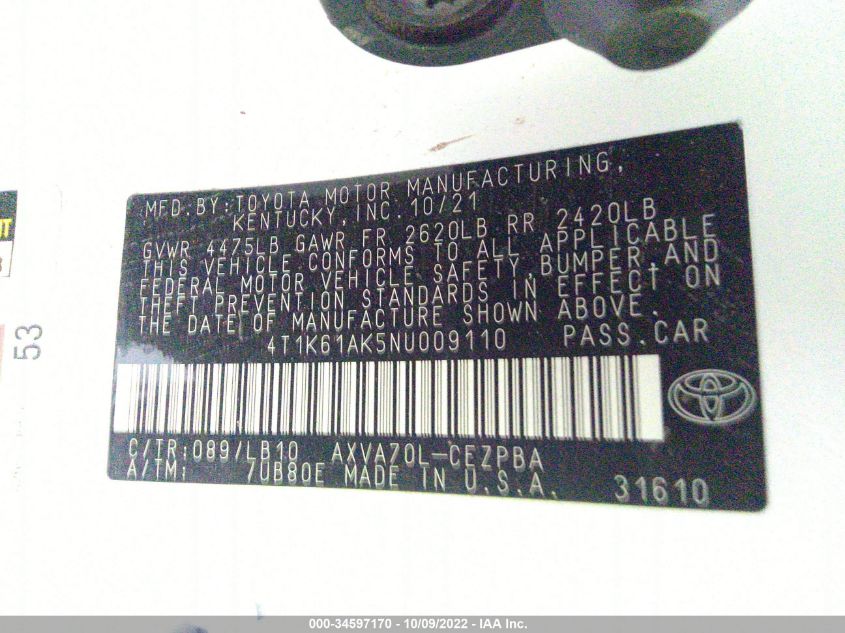 MFD.BY:TOYOTA MOTOR MANUFACTURING,
KENTUCKY,INC.10/21
GVWR 4475LB GAWR FR 2620LB RR 2420LB
THIS VEHICLE CONFORMS TO ALL APPLICABLE
FEDERAL MOTOR VEHICLE SAFETY,BUMPER,AND
THEFT PREVENTION STANDARDS IN EFFECT ON
THE DATE OF MANUFACTURE SHOWN ABOVE.
4T1K61AK5NU009110 PASS.CAR
C/TR:089/LB10 AXVA70L-CEZPBA
A/TM: 7UB80E MADE IN U.S.A. 31610
53
000-34597170 - 10/09/2022 - IAA Inc.